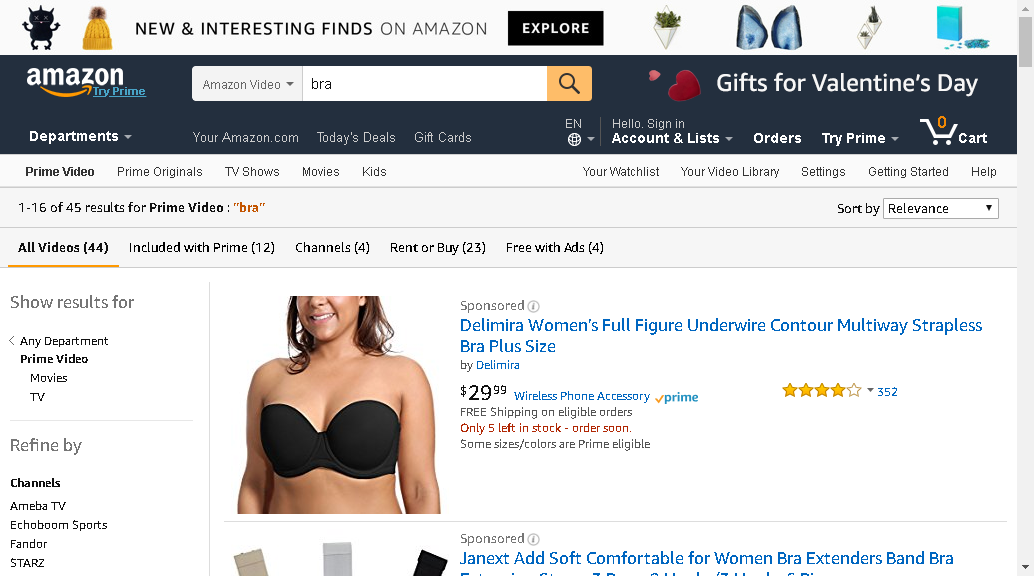 NEW & INTERESTING FINDS ON AMAZON EXPLORE
amazon
Try Prime
Amazon Video
bra
Gifts for Valentine's Day
Departments
Your Amazon.com Today's Deals Gift Cards
EN
Hello. Sign in
Account & Lists
Orders
Try Prime
0
Cart
Prime Video Prime Originals TV Shows Movies Kids
Your Watchlist Your Video Library Settings Getting Started Help
1-16 of 45 results for Prime Video : "bra"
Sort by Relevance
All Videos (44) Included with Prime (12) Channels (4) Rent or Buy (23) Free with Ads (4)
Show results for
Any Department
Prime Video
Movies
TV
Refine by
Channels
Ameba TV
Echoboom Sports
Fandor
STARZ
Sponsored
Delimira Women's Full Figure Underwire Contour Multiway Strapless
Bra Plus Size
by Delimira
$29 99 Wireless Phone Accessory prime
FREE Shipping on eligible orders
Only 5 left in stock - order soon.
Some sizes/colors are Prime eligible
352
Sponsored
Janext Add Soft Comfortable for Women Bra Extenders Band Bra